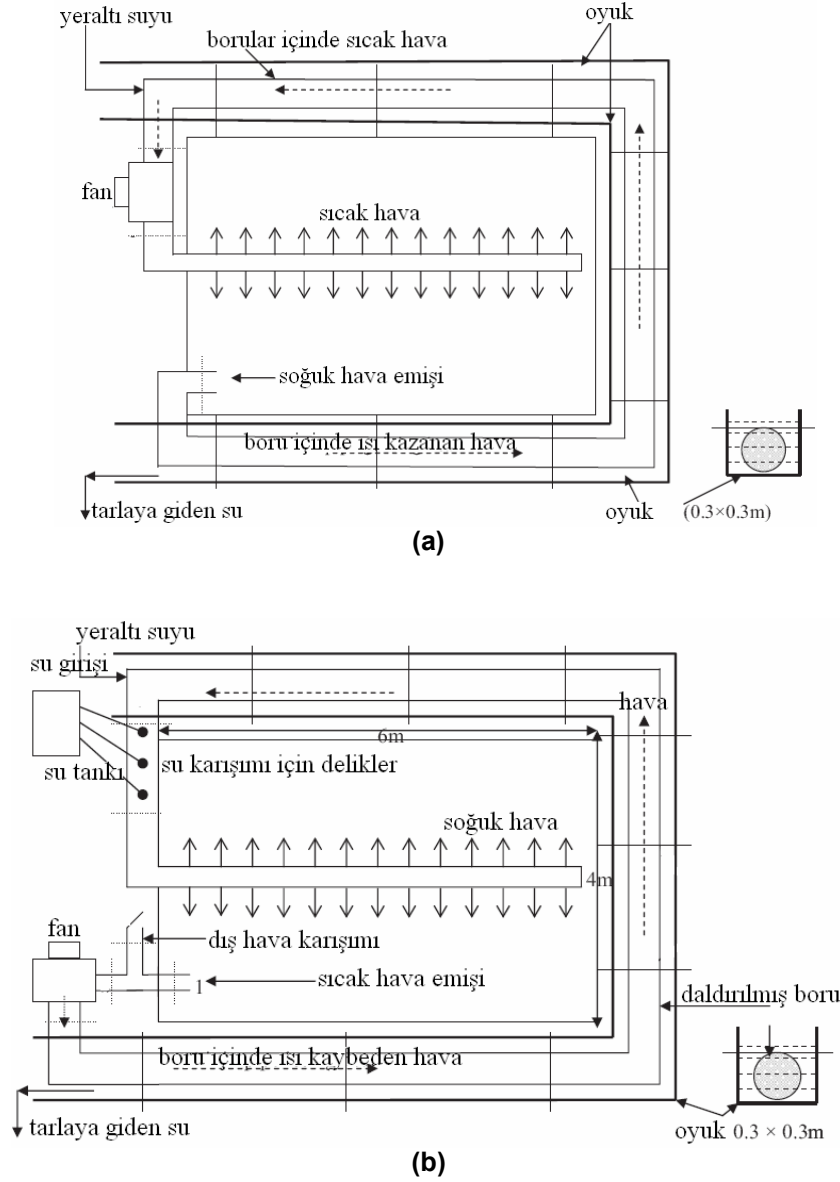 yeraltı suyu
oyuk
borular içinde sıcak hava
fan
sıcak hava
soğuk hava emişi
boru içinde ısı kazanan hava
tarlaya giden su
oyuk
(0.3×0.3m)
(a)
yeraltı suyu
su girişi
hava
6m
su tankı
su karışımı için delikler
soğuk hava
4m
fan
dış hava karışımı
1
sıcak hava emişi
daldırılmış boru
boru içinde ısı kaybeden hava
tarlaya giden su
oyuk 0.3 × 0.3m
(b)